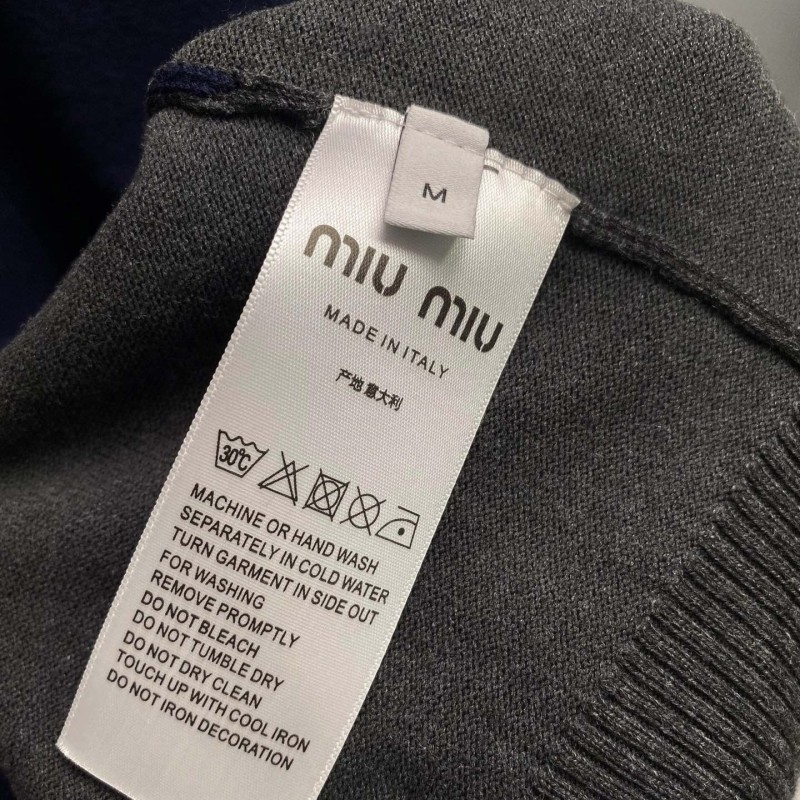 M
miu miu
MADE IN ITALY
产地 意大利
30°C
MACHINE OR HAND WASH
SEPARATELY IN COLD WATER
TURN GARMENT IN SIDE OUT
FOR WASHING
REMOVE PROMPTLY
DO NOT BLEACH
DO NOT TUMBLE DRY
DO NOT DRY CLEAN
TOUCH UP WITH COOL IRON
DO NOT IRON DECORATION